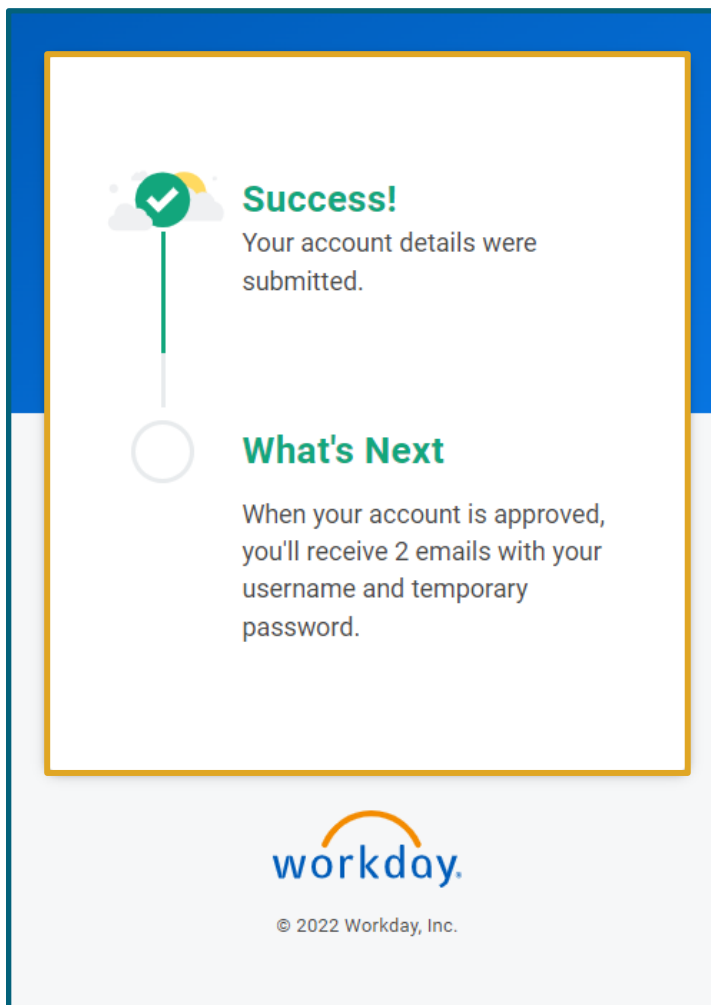 Success!
Your account details were
submitted.
What's Next
When your account is approved,
you'll receive 2 emails with your
username and temporary
password.
workday.
© 2022 Workday, Inc.